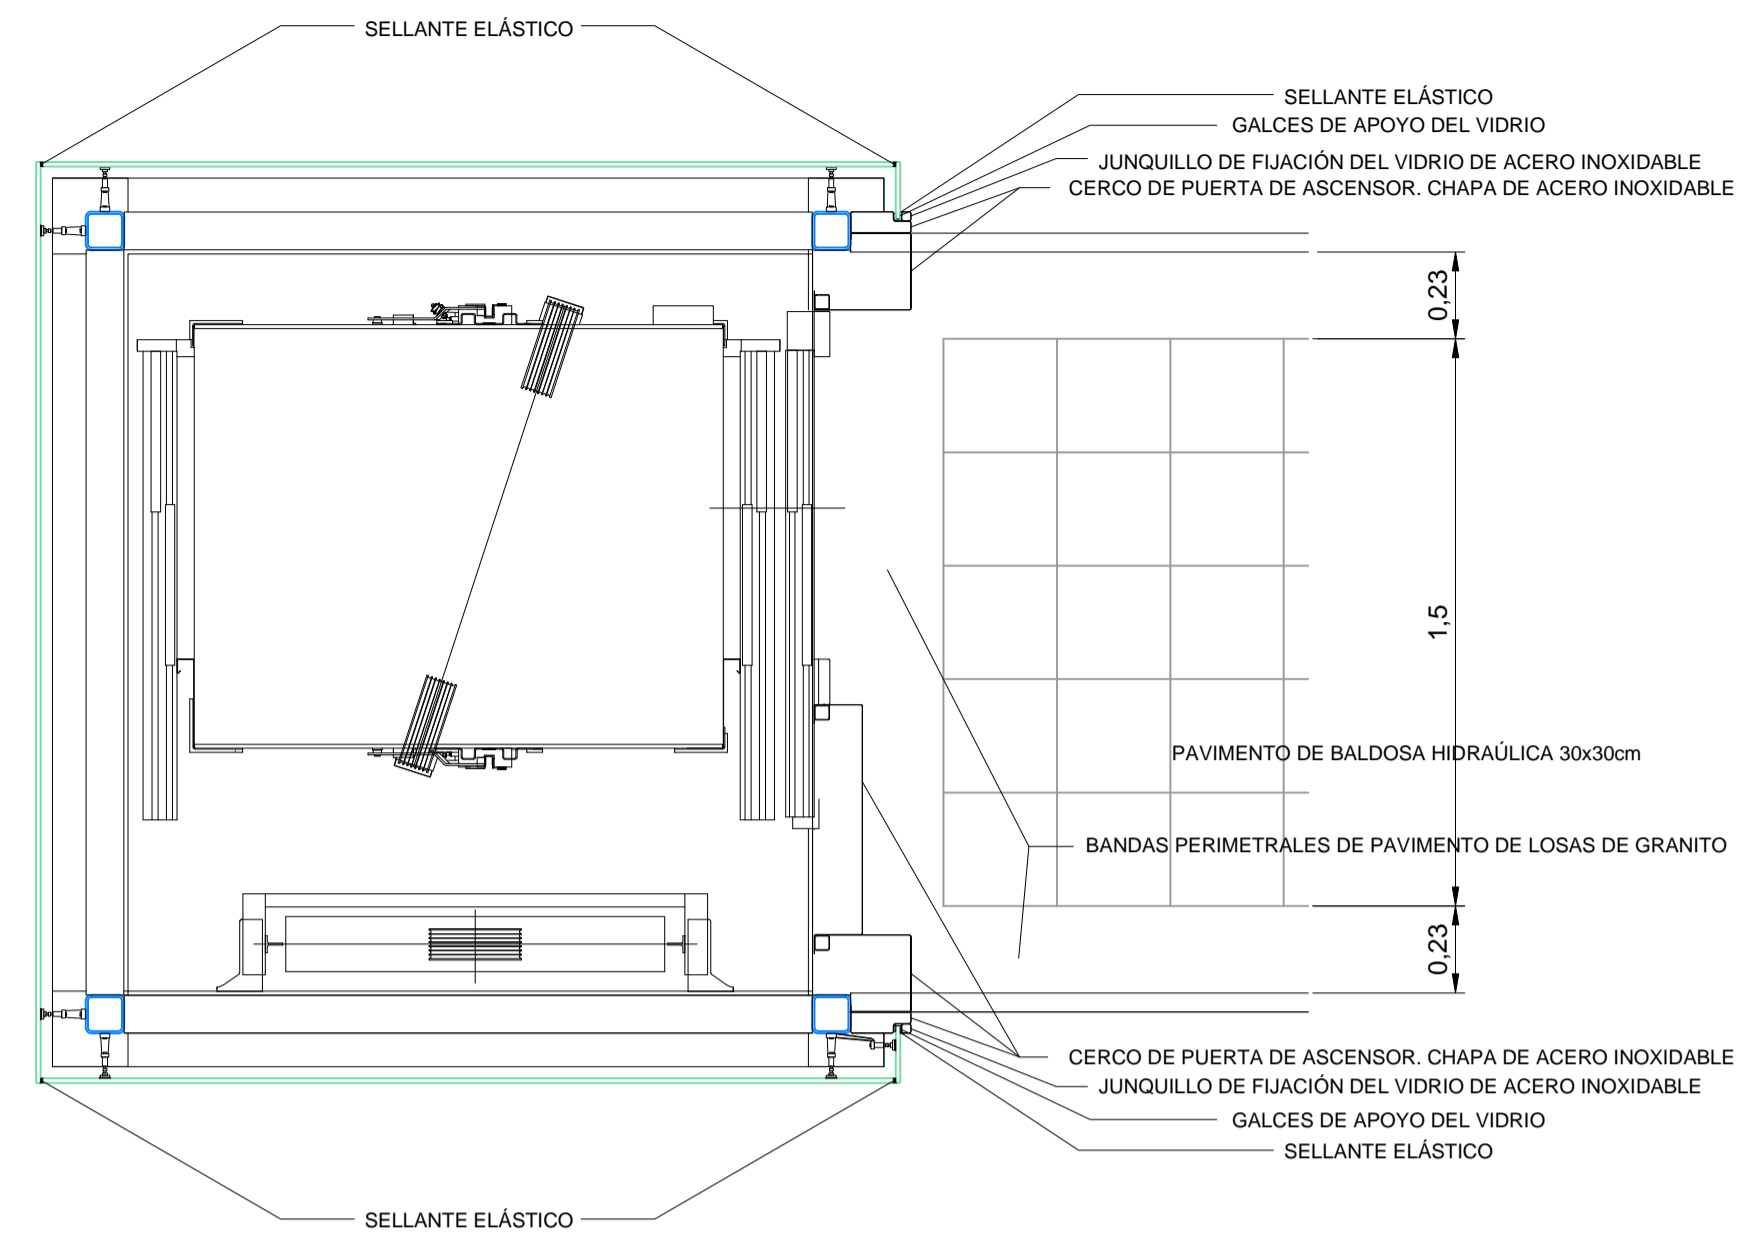 SELLANTE ELÁSTICO
SELLANTE ELÁSTICO
GALCES DE APOYO DEL VIDRIO
JUNQUILLO DE FIJACIÓN DEL VIDRIO DE ACERO INOXIDABLE
CERCO DE PUERTA DE ASCENSOR. CHAPA DE ACERO INOXIDABLE
0,23
1,5
PAVIMENTO DE BALDOSA HIDRAÚLICA 30x30cm
BANDAS PERIMETRALES DE PAVIMENTO DE LOSAS DE GRANITO
0,23
CERCO DE PUERTA DE ASCENSOR. CHAPA DE ACERO INOXIDABLE
JUNQUILLO DE FIJACIÓN DEL VIDRIO DE ACERO INOXIDABLE
GALCES DE APOYO DEL VIDRIO
SELLANTE ELÁSTICO
SELLANTE ELÁSTICO